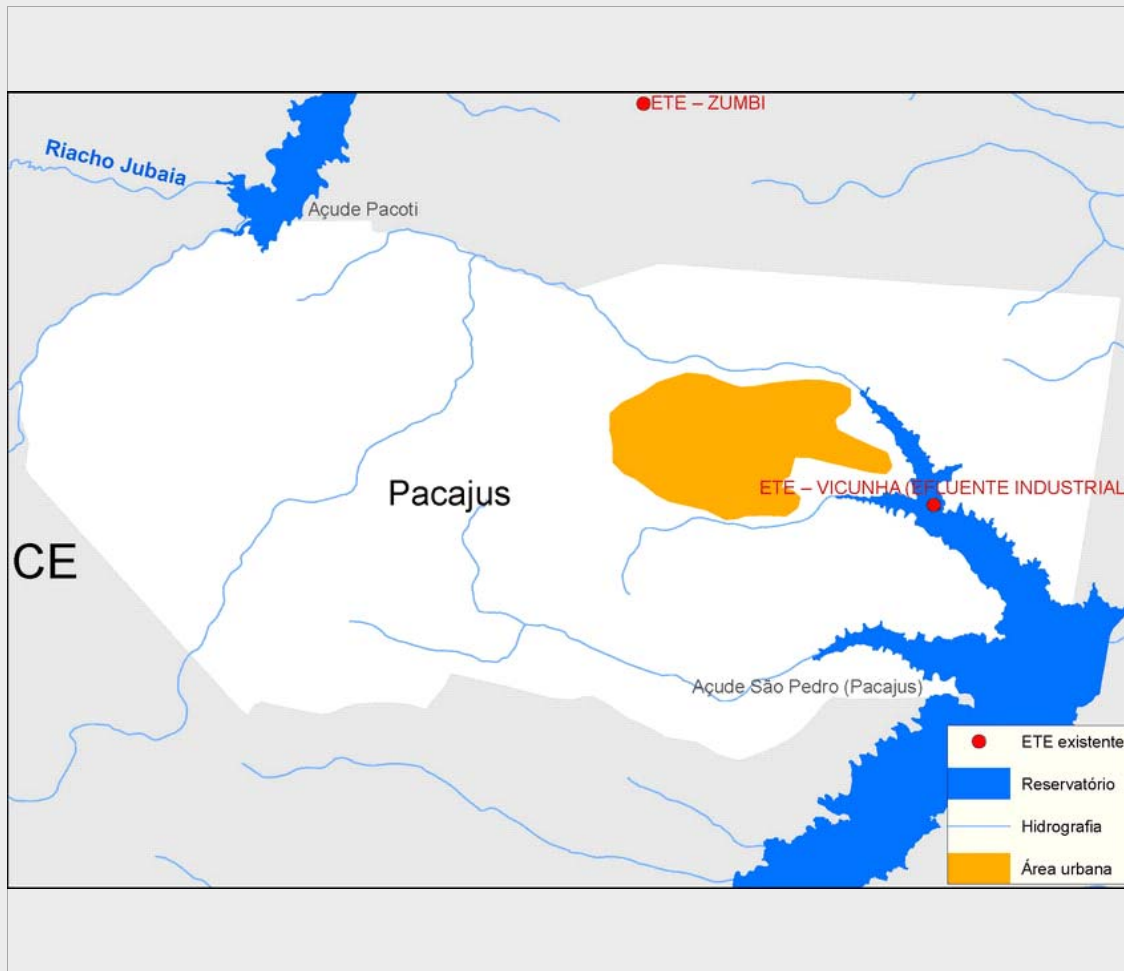 ETE – ZUMBI
Riacho Jubaia
Açude Pacoti
Pacajus
ETE – VICUNHA (EFLUENTE INDUSTRIAL
CE
Açude São Pedro (Pacajus)
ETE existente
Reservatório
Hidrografia
Área urbana